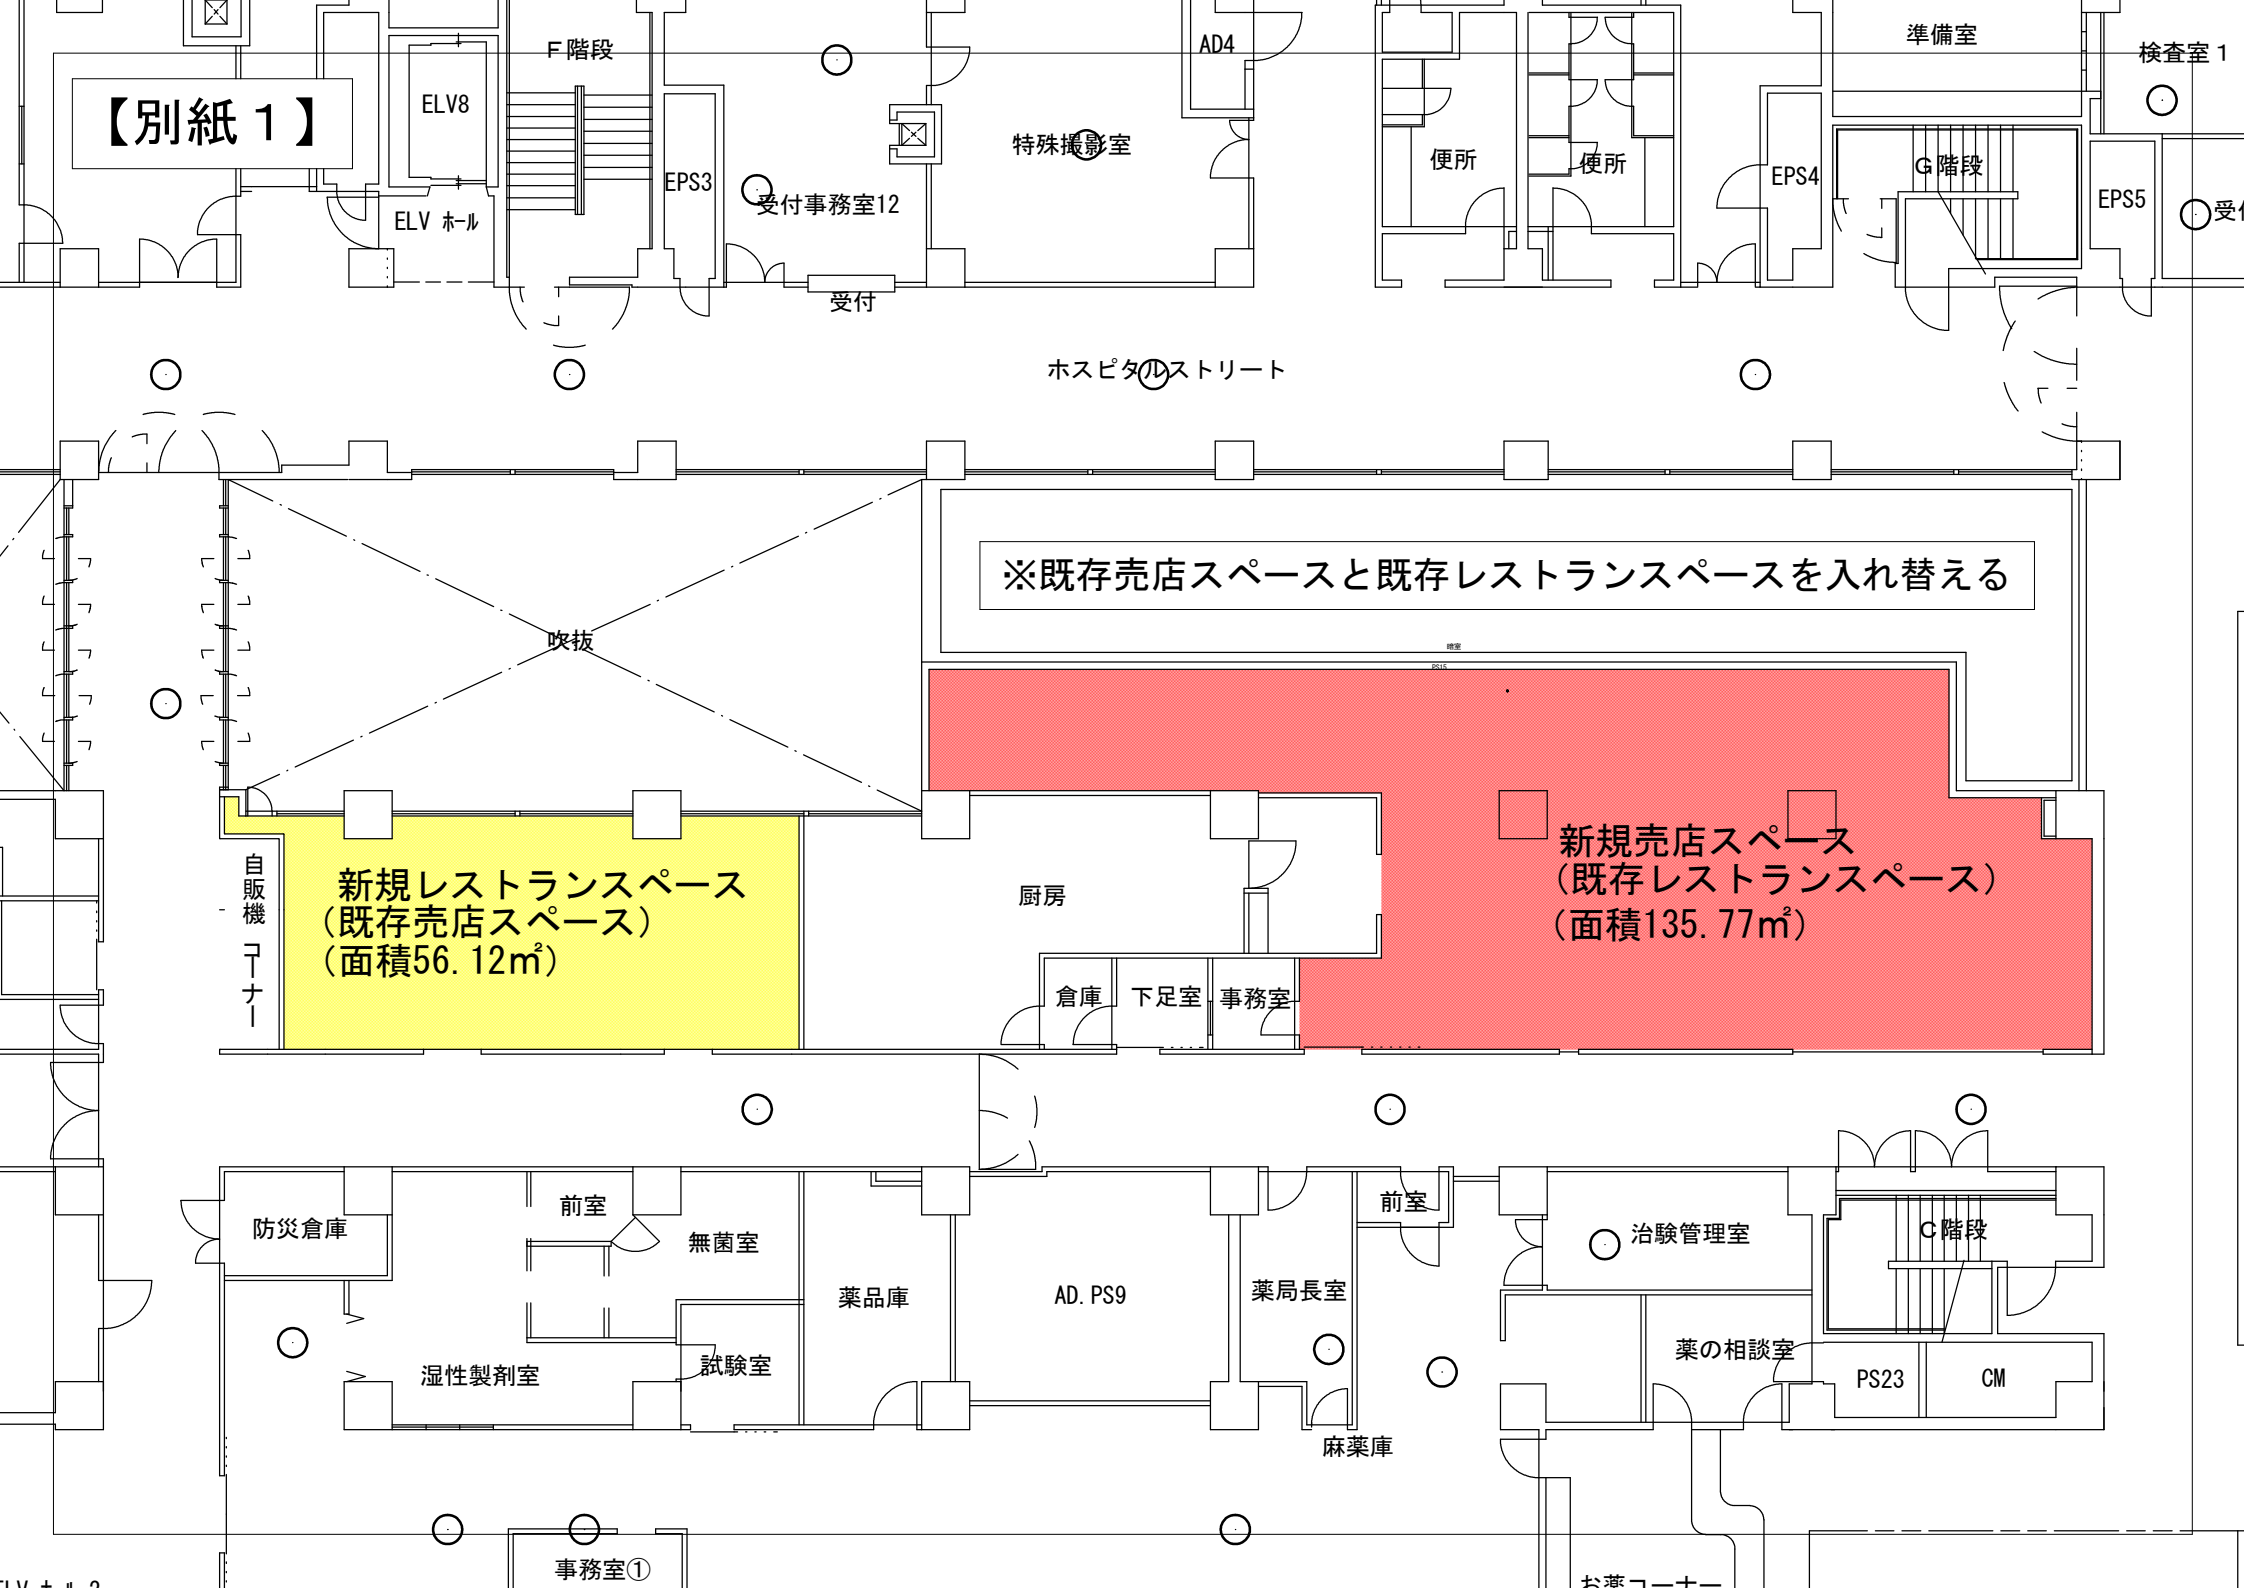 準備室
Ｆ階段
AD4
検査室１
【別紙１】
ELV8
特殊撮影室
便所
便所
Ｇ階段
EPS3
EPS4
EPS5
受付事務室12
ELV ﾎｰﾙ
受付
ホスピタルストリート
※既存売店スペースと既存レストランスペースを入れ替える
吹抜
暗室
PS15
自販機 コーナー
新規レストランスペース
（既存売店スペース）
（面積56.12㎡）
厨房
新規売店スペース
（既存レストランスペース）
（面積135.77㎡）
倉庫
下足室
事務室
防災倉庫
前室
無菌室
前室
治験管理室
Ｃ階段
薬品庫
AD.PS9
薬局長室
湿性製剤室
試験室
薬の相談室
PS23
CM
麻薬庫
事務室①
お薬コーナー